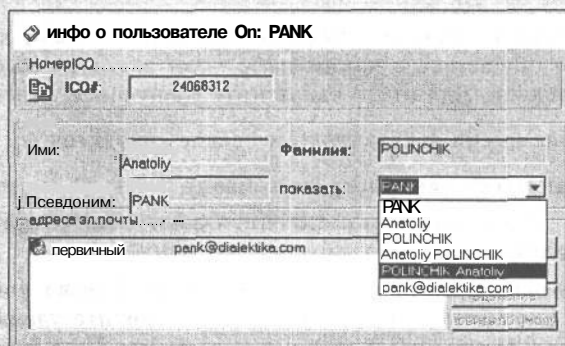 инфо о пользователе On: PANK
НомерICQ
ICQ#: 24068312
Ими: Anatoliy
Фамилия: POLINCHIK
Псевдоним: PANK
показать: PANK
PANK
Anatoliy
POLINCHIK
Anatoliy POLINCHIK
POLINCHIK Anatoliy
pank@dialektika.com
адреса эл.почты
первичный pank@dialektika.com